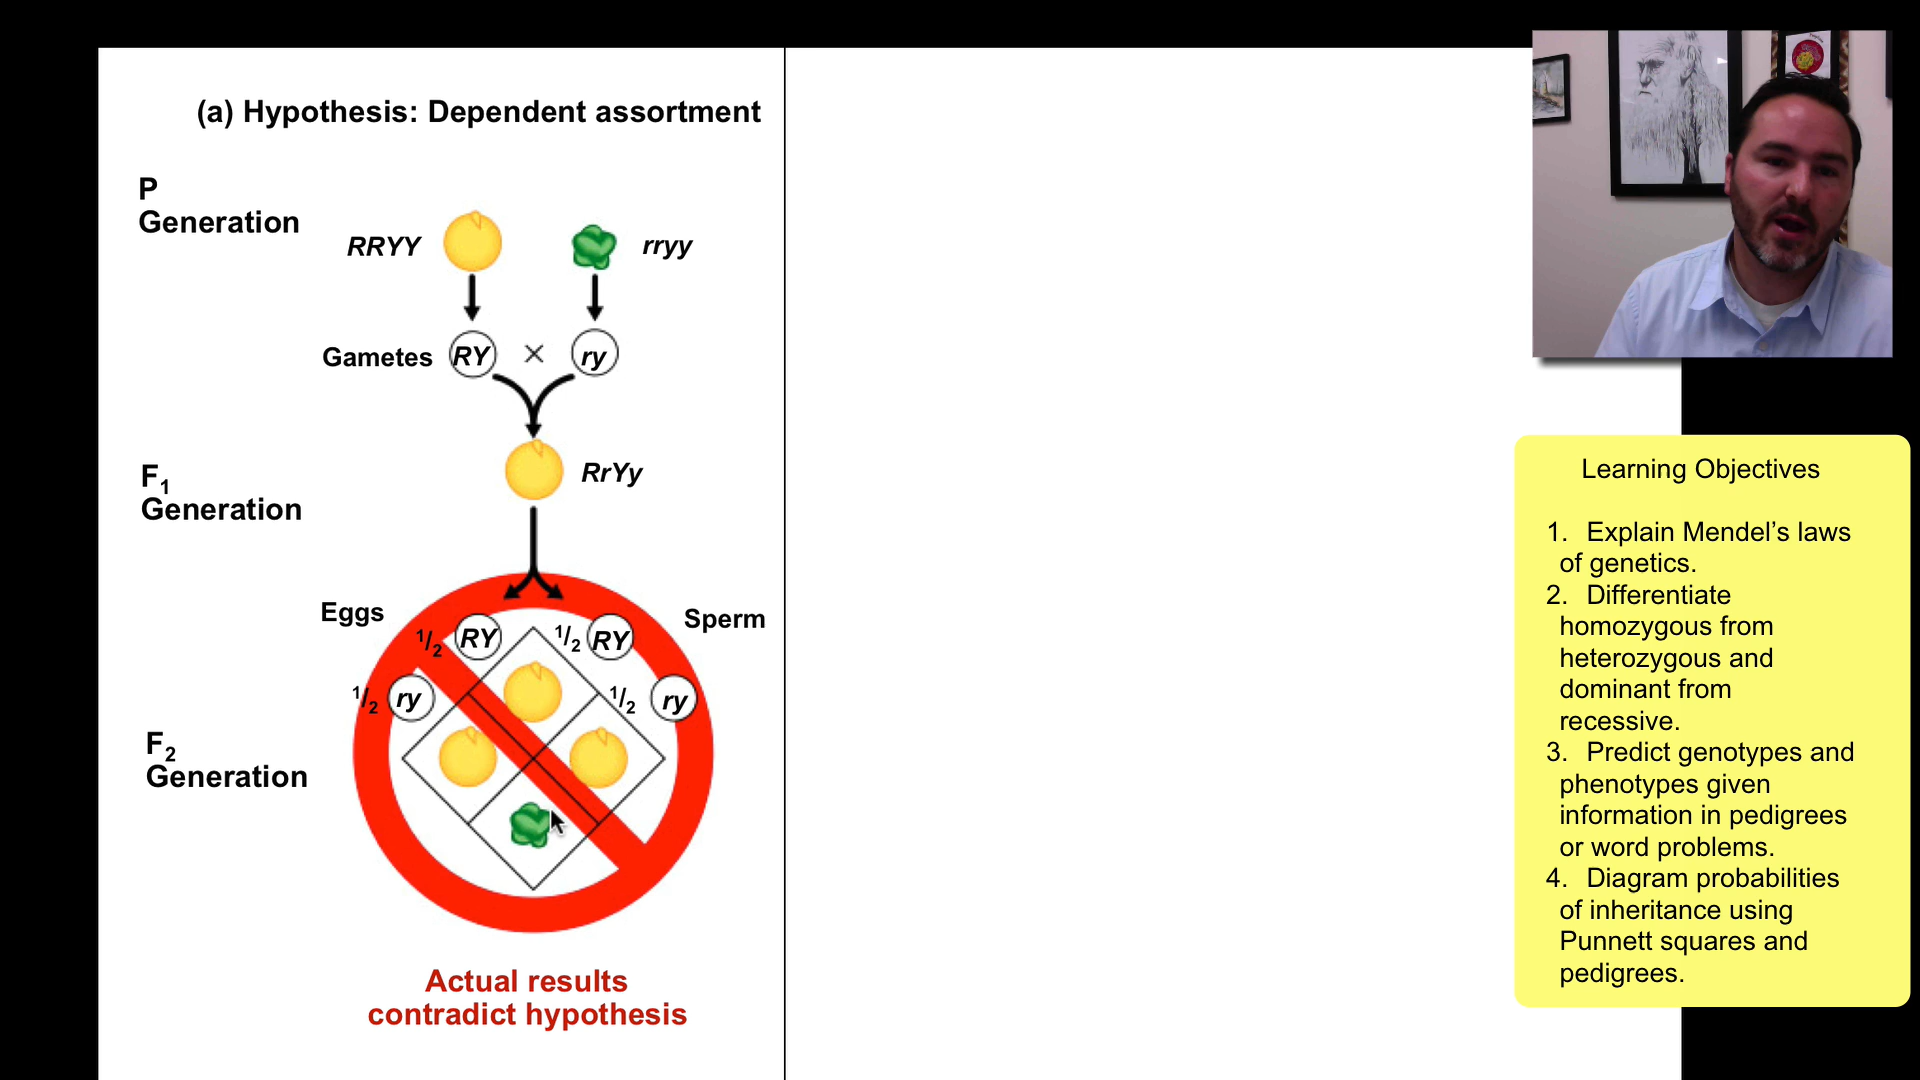 (a) Hypothesis: Dependent assortment
P
Generation
RRYY
rryy
Gametes
RY
×
ry
F1
Generation
RrYy
Eggs
Sperm
1/2
RY
1/2
RY
1/2
ry
1/2
ry
F2
Generation
Actual results
contradict hypothesis
Learning Objectives
1. Explain Mendel’s laws
of genetics.
2. Differentiate
homozygous from
heterozygous and
dominant from
recessive.
3. Predict genotypes and
phenotypes given
information in pedigrees
or word problems.
4. Diagram probabilities
of inheritance using
Punnett squares and
pedigrees.